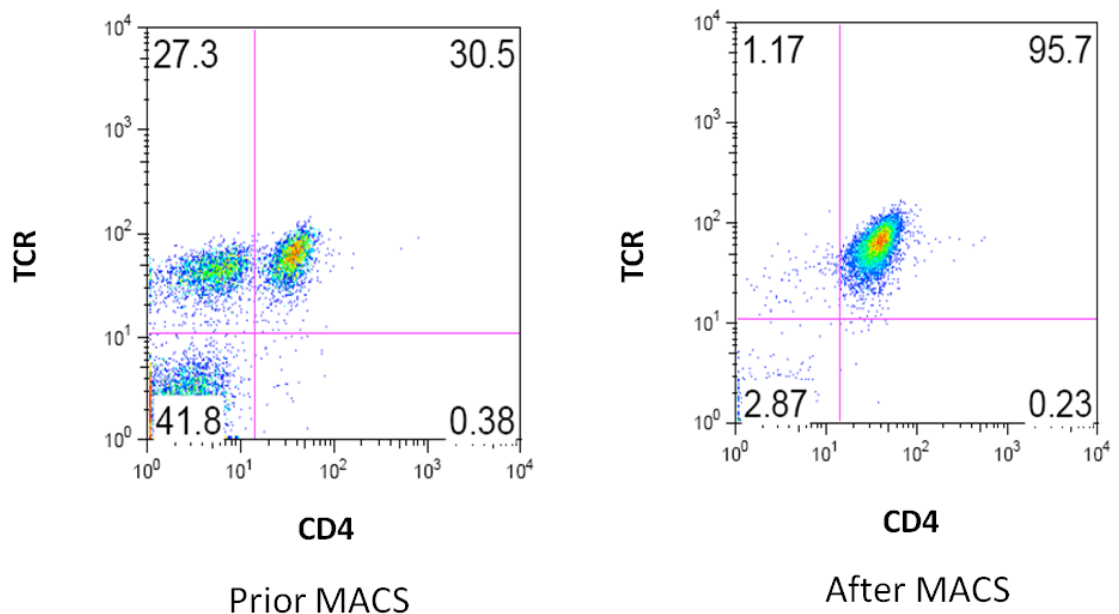 10⁴ 27.3 30.5
10³
10²
10¹
10⁰ 41.8 0.38
10⁰ 10¹ 10² 10³ 10⁴
TCR
CD4
Prior MACS
10⁴ 1.17 95.7
10³
10²
10¹
10⁰ 2.87 0.23
10⁰ 10¹ 10² 10³ 10⁴
TCR
CD4
After MACS